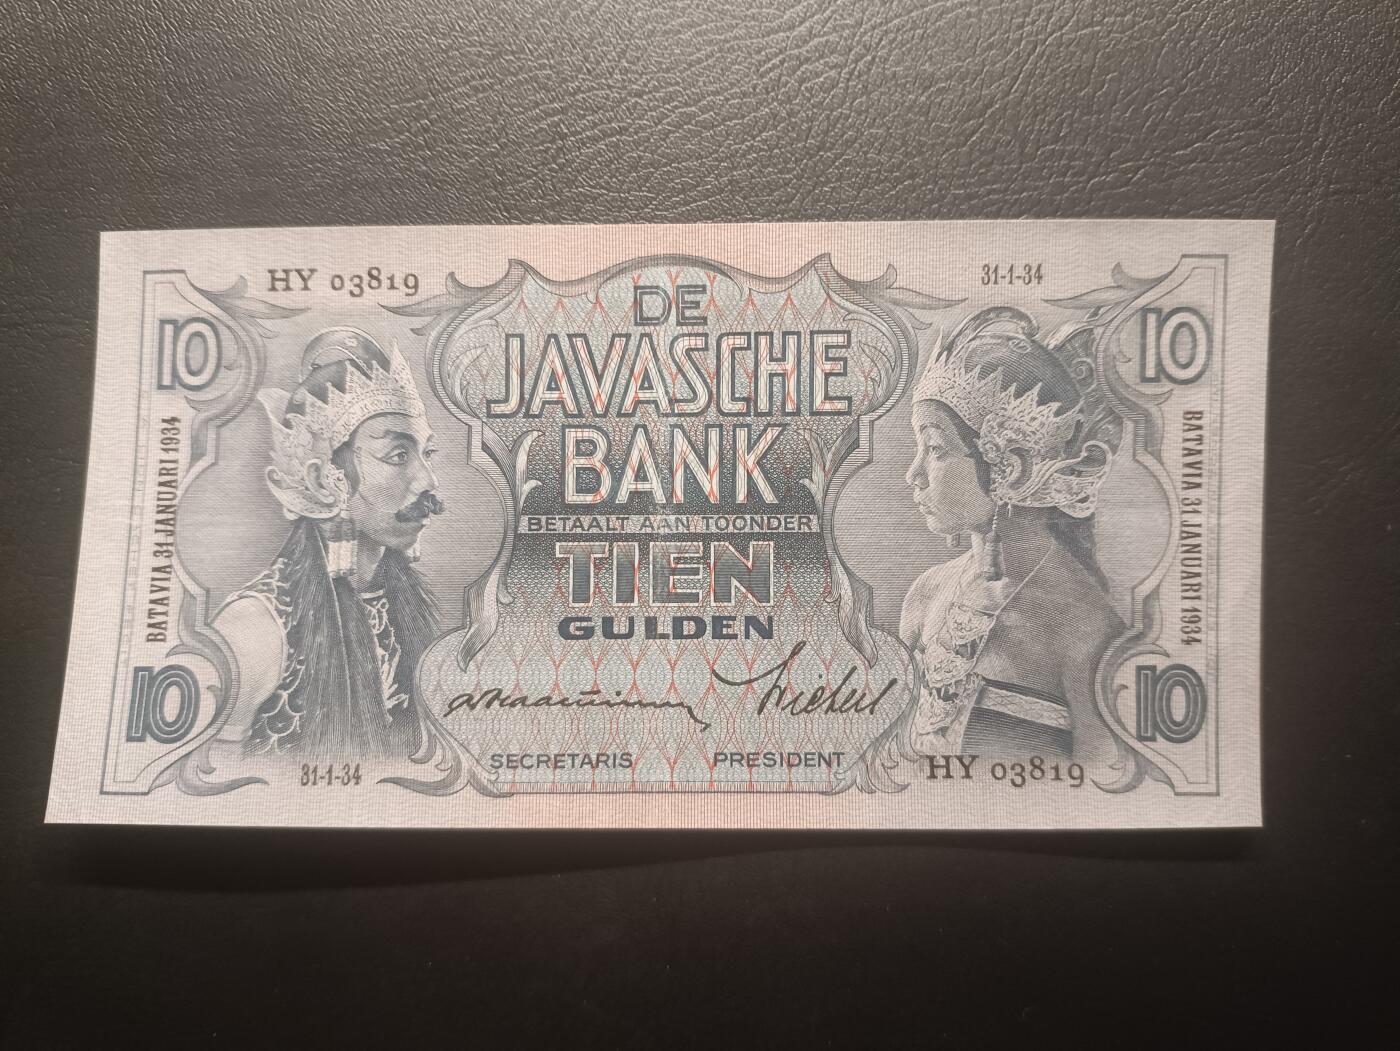 HY 03819
31-1-34
10
10
DE
JAVASCHE
BANK
BETAALT AAN TOONDER
TIEN
GULDEN
BATAVIA 31 JANUARI 1934
BATAVIA 31 JANUARI 1934
10
10
SECRETARIS PRESIDENT
31-1-34
HY 03819